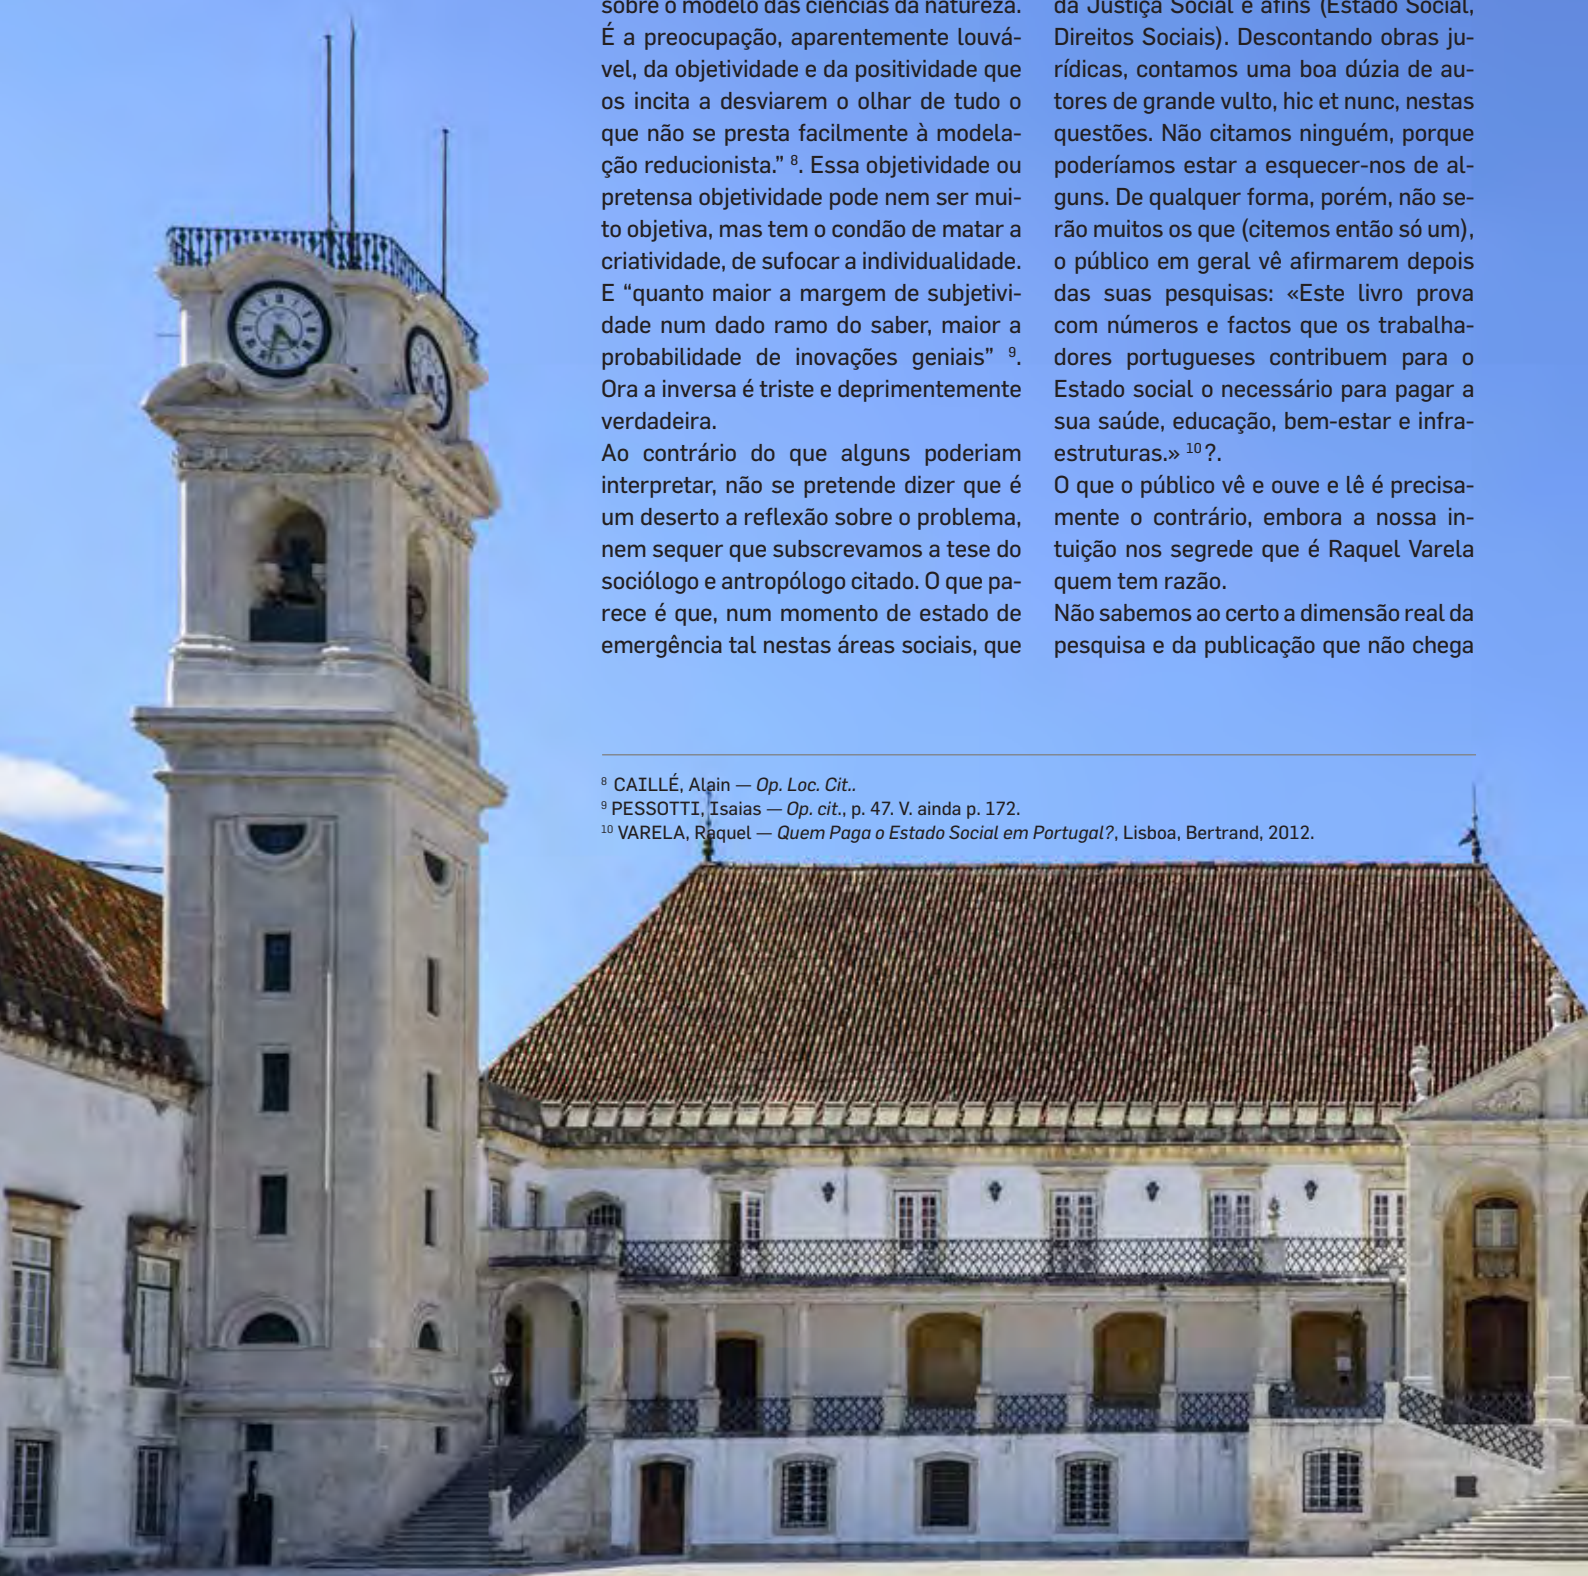 sobre o modelo das ciências da natureza.
É a preocupação, aparentemente louvá-
vel, da objetividade e da positividade que
os incita a desviarem o olhar de tudo o
que não se presta facilmente à modela-
ção reducionista.” ⁸. Essa objetividade ou
pretensa objetividade pode nem ser mui-
to objetiva, mas tem o condão de matar a
criatividade, de sufocar a individualidade.
E “quanto maior a margem de subjetivi-
dade num dado ramo do saber, maior a
probabilidade de inovações geniais” ⁹.
Ora a inversa é triste e deprimentemente
verdadeira.
Ao contrário do que alguns poderiam
interpretar, não se pretende dizer que é
um deserto a reflexão sobre o problema,
nem sequer que subscrevamos a tese do
sociólogo e antropólogo citado. O que pa-
rece é que, num momento de estado de
emergência tal nestas áreas sociais, que
da Justiça Social e afins (Estado Social,
Direitos Sociais). Descontando obras ju-
rídicas, contamos uma boa dúzia de au-
tores de grande vulto, hic et nunc, nestas
questões. Não citamos ninguém, porque
poderíamos estar a esquecer-nos de al-
guns. De qualquer forma, porém, não se-
rão muitos os que (citemos então só um),
o público em geral vê afirmarem depois
das suas pesquisas: «Este livro prova
com números e factos que os trabalha-
dores portugueses contribuem para o
Estado social o necessário para pagar a
sua saúde, educação, bem-estar e infra-
estruturas.» ¹⁰?.
O que o público vê e ouve e lê é precisa-
mente o contrário, embora a nossa in-
tuição nos segrede que é Raquel Varela
quem tem razão.
Não sabemos ao certo a dimensão real da
pesquisa e da publicação que não chega
⁸ CAILLÉ, Alain — Op. Loc. Cit..
⁹ PESSOTTI, Isaias — Op. cit., p. 47. V. ainda p. 172.
¹⁰ VARELA, Raquel — Quem Paga o Estado Social em Portugal?, Lisboa, Bertrand, 2012.